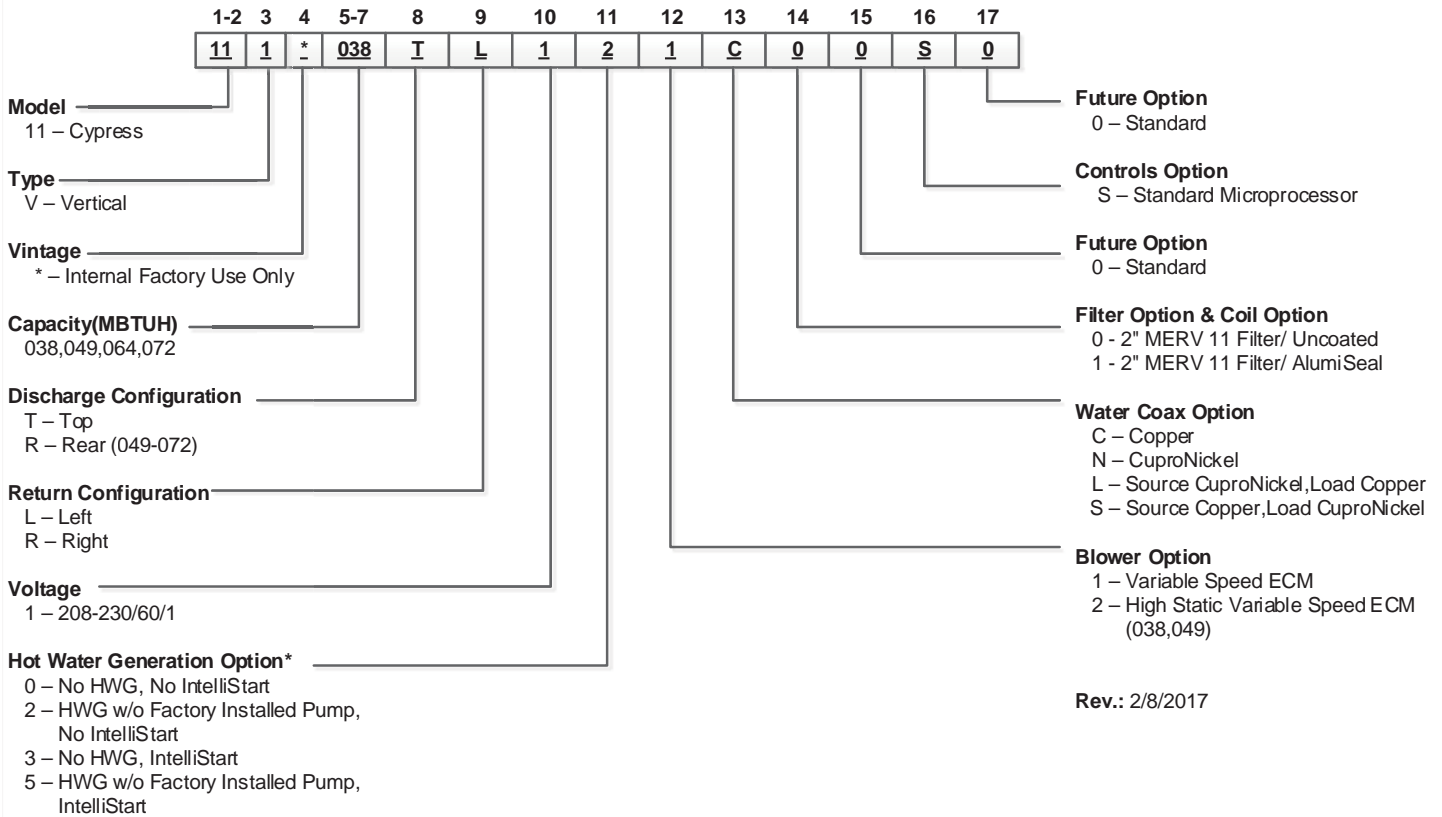 1-2 3 4 5-7 8 9 10 11 12 13 14 15 16 17
11 1 * 038 T L 1 2 1 C 0 0 S 0
Model
11 – Cypress
Type
V – Vertical
Vintage
* – Internal Factory Use Only
Capacity(MBTUH)
038,049,064,072
Discharge Configuration
T – Top
R – Rear (049-072)
Return Configuration
L – Left
R – Right
Voltage
1 – 208-230/60/1
Hot Water Generation Option*
0 – No HWG, No IntelliStart
2 – HWG w/o Factory Installed Pump,
No IntelliStart
3 – No HWG, IntelliStart
5 – HWG w/o Factory Installed Pump,
IntelliStart
Future Option
0 – Standard
Controls Option
S – Standard Microprocessor
Future Option
0 – Standard
Filter Option & Coil Option
0 - 2" MERV 11 Filter/ Uncoated
1 - 2" MERV 11 Filter/ AlumiSeal
Water Coax Option
C – Copper
N – CuproNickel
L – Source CuproNickel,Load Copper
S – Source Copper,Load CuproNickel
Blower Option
1 – Variable Speed ECM
2 – High Static Variable Speed ECM
(038,049)
Rev.: 2/8/2017